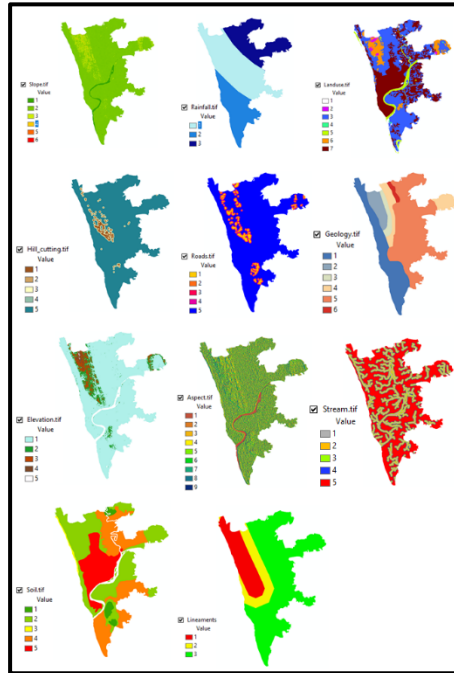 Slope.tif
Value
1
2
3
4
5
6
Rainfall.tif
Value
1
2
3
Landuse.tif
Value
1
2
3
4
5
6
7
Hill_cutting.tif
Value
1
2
3
4
5
Roads.tif
Value
1
2
3
4
5
Geology.tif
Value
1
2
3
4
5
6
Elevation.tif
Value
1
2
3
4
5
Aspect.tif
Value
1
2
3
4
5
6
7
8
9
Stream.tif
Value
1
2
3
4
5
Soil.tif
Value
1
2
3
4
5
Lineaments
Value
1
2
3